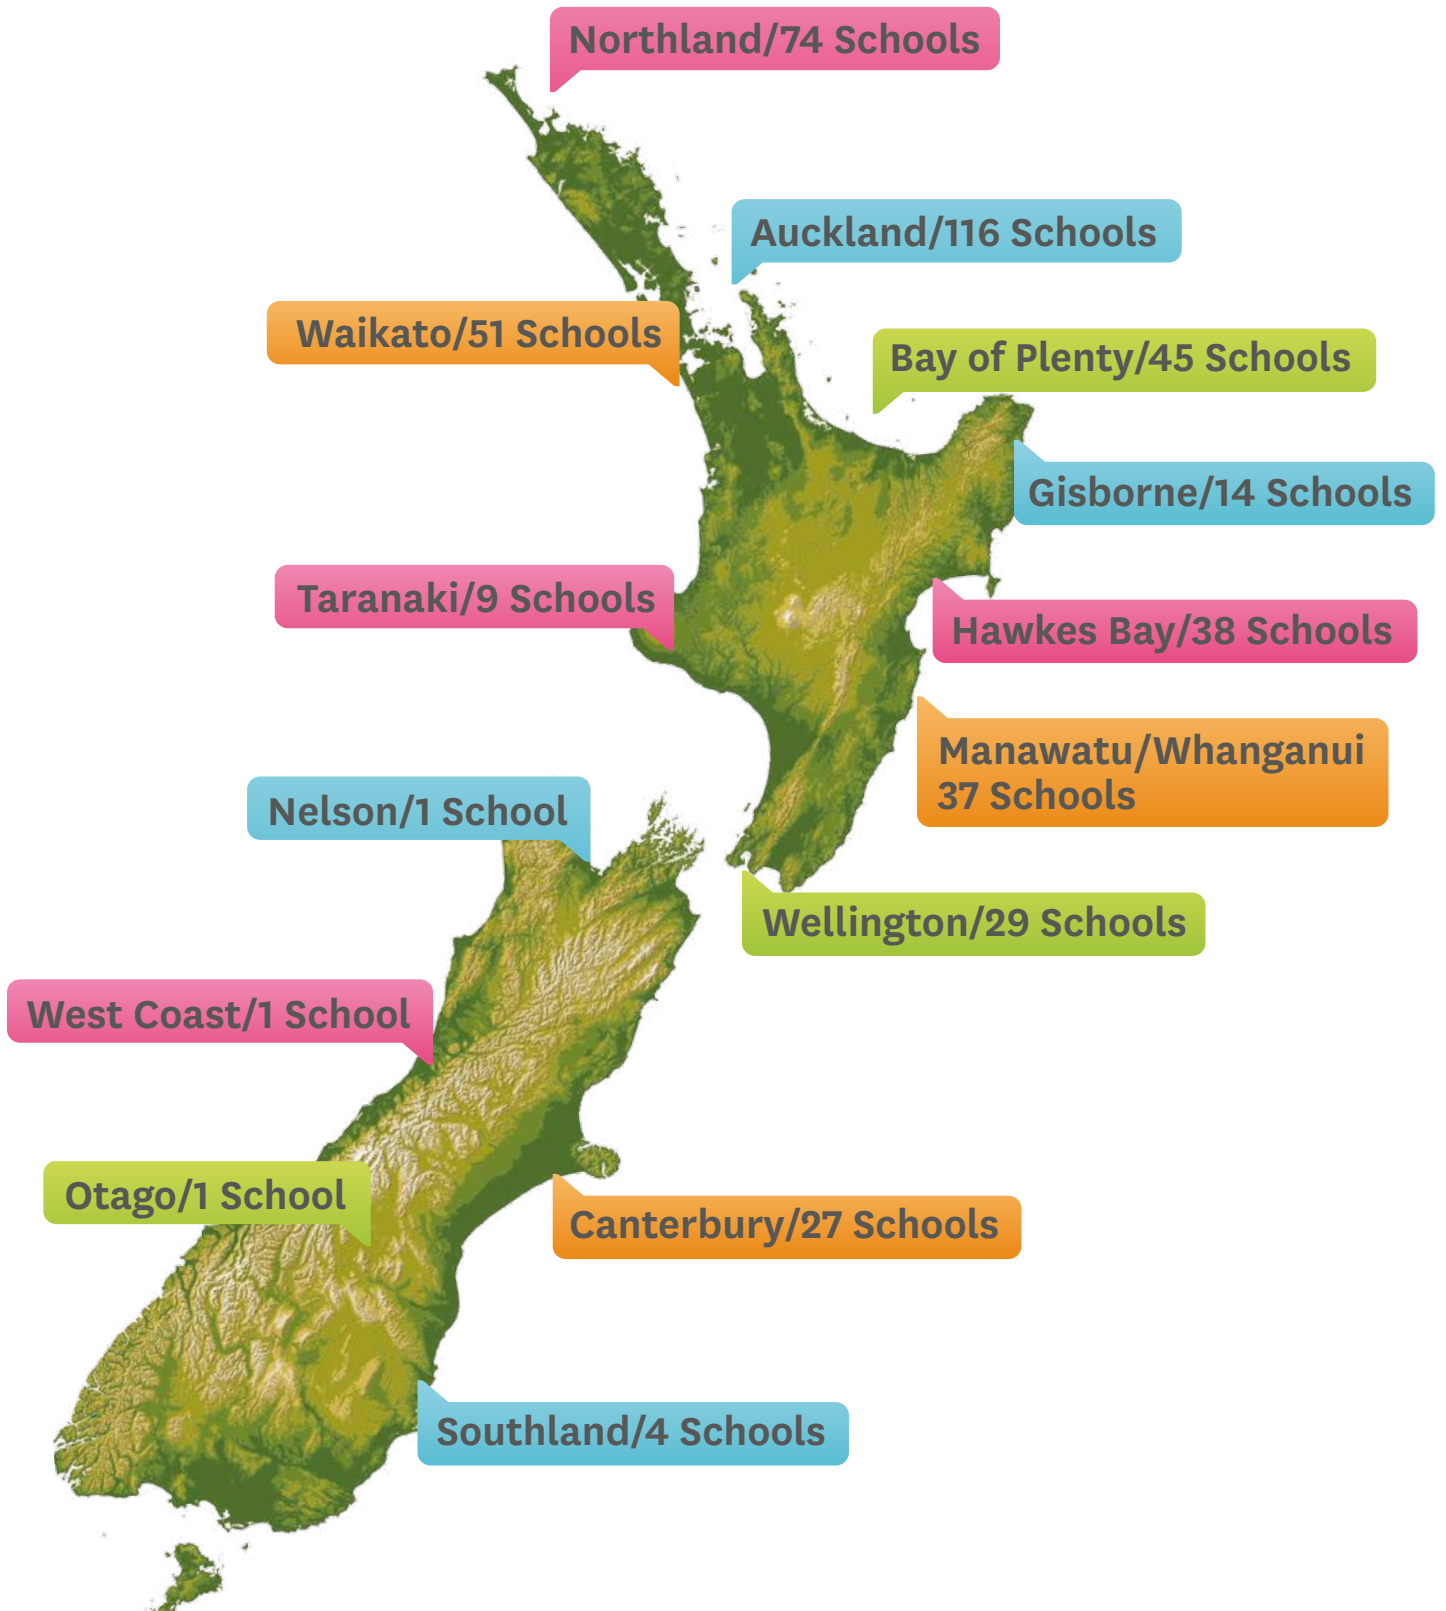 Northland/74 Schools
Auckland/116 Schools
Waikato/51 Schools
Bay of Plenty/45 Schools
Gisborne/14 Schools
Taranaki/9 Schools
Hawkes Bay/38 Schools
Manawatu/Whanganui
37 Schools
Nelson/1 School
Wellington/29 Schools
West Coast/1 School
Otago/1 School
Canterbury/27 Schools
Southland/4 Schools